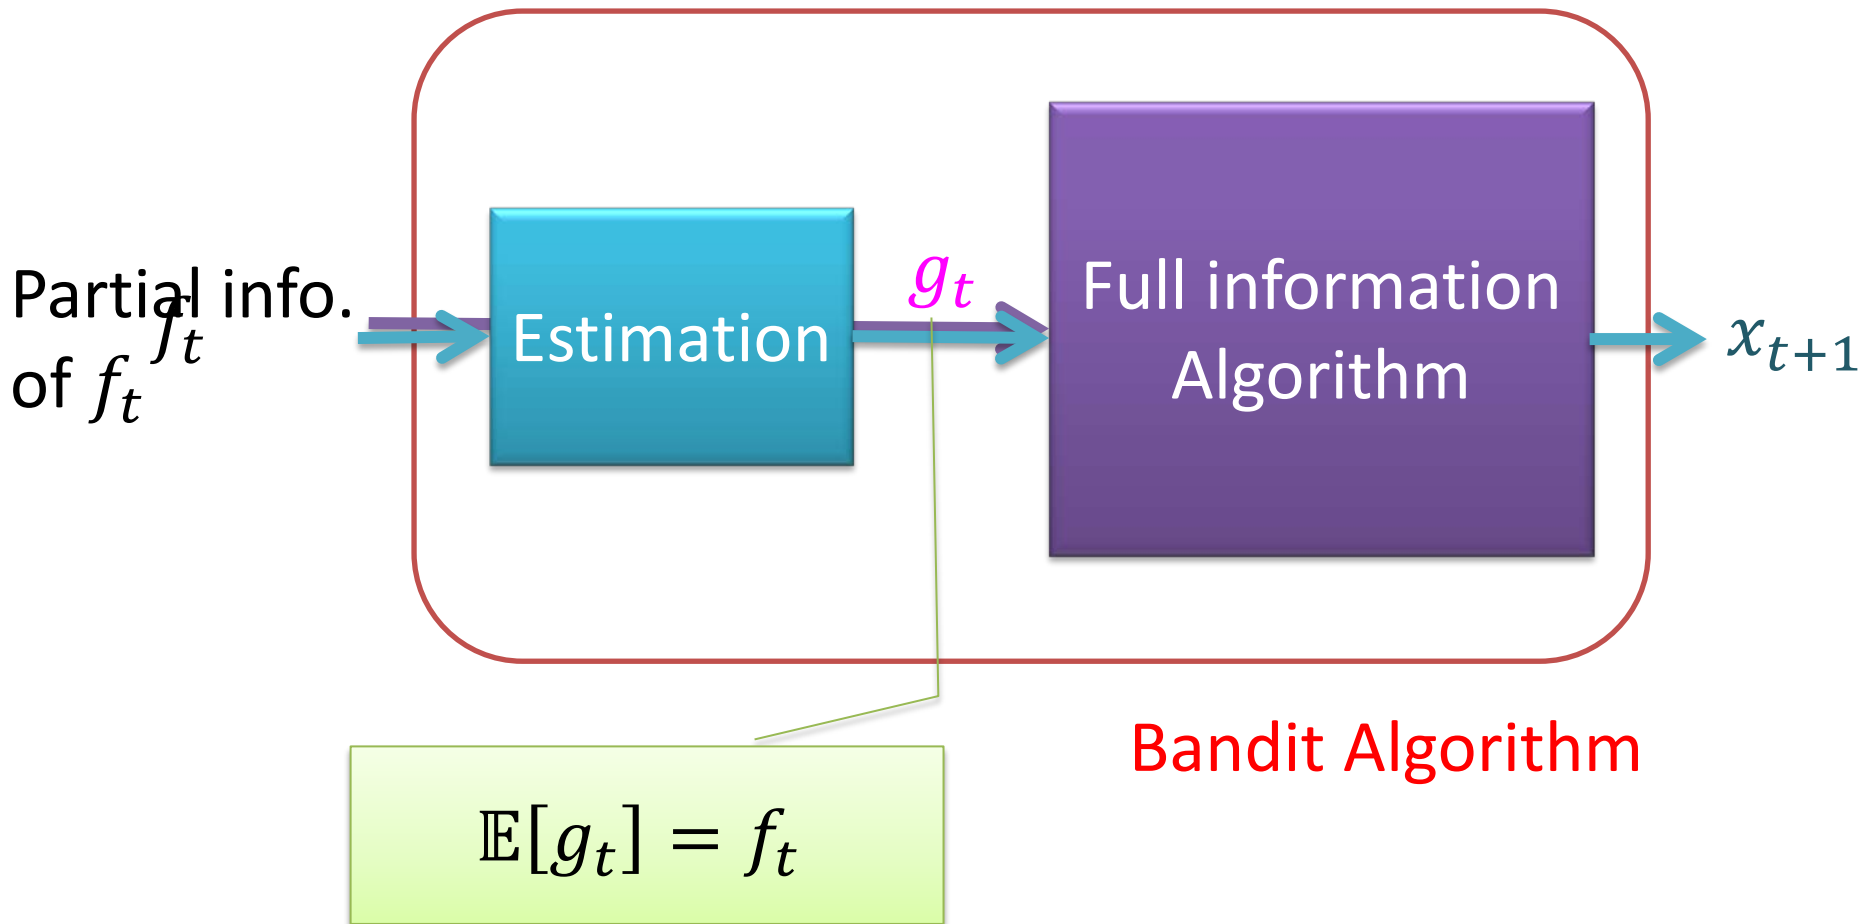 Partial info.
of f_t
f_t
Estimation
g_t
Full information
Algorithm
x_{t+1}
Bandit Algorithm
𝔼[g_t] = f_t